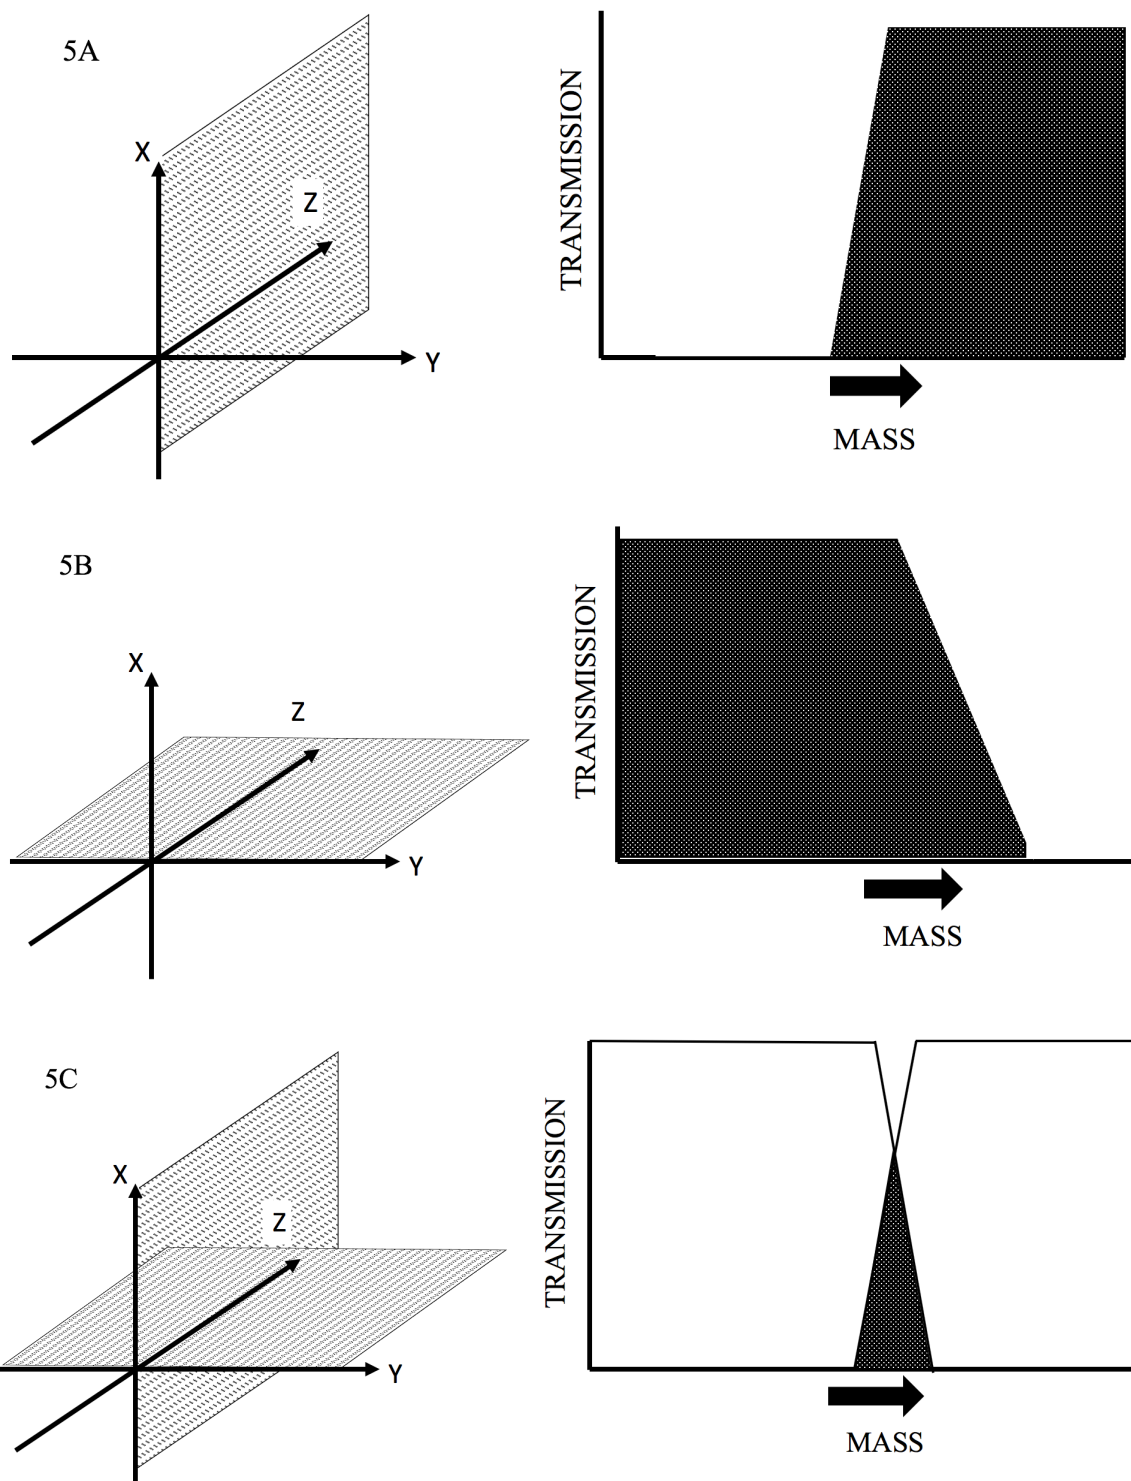 5A
X
Z
Y
TRANSMISSION
MASS
5B
X
Z
Y
TRANSMISSION
MASS
5C
X
Z
Y
TRANSMISSION
MASS